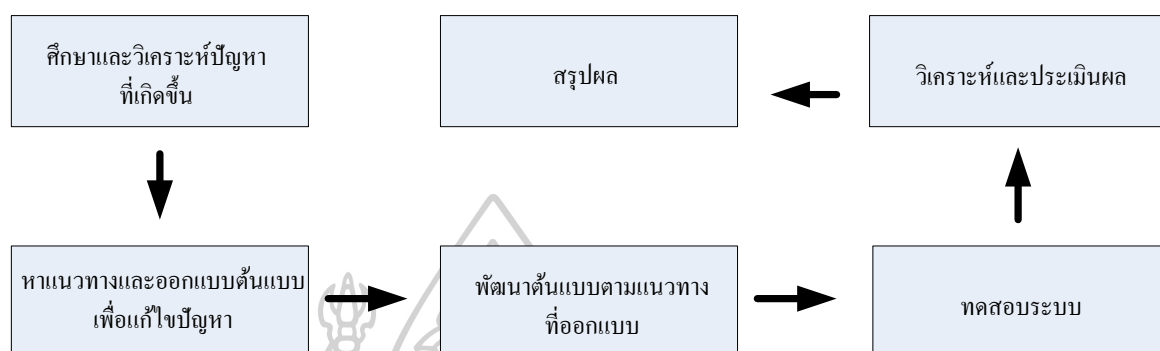 ศึกษาและวิเคราะห์ปัญหา
ที่เกิดขึ้น
สรุปผล
วิเคราะห์และประเมินผล
หาแนวทางและออกแบบต้นแบบ
เพื่อแก้ไขปัญหา
พัฒนาต้นแบบตามแนวทาง
ที่ออกแบบ
ทดสอบระบบ